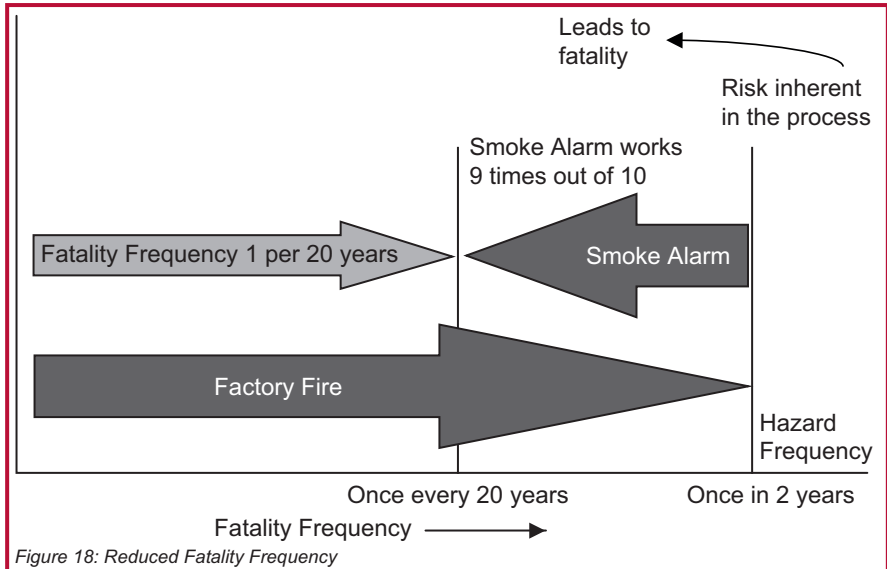 Leads to
fatality
Risk inherent
in the process
Smoke Alarm works
9 times out of 10
Fatality Frequency 1 per 20 years
Smoke Alarm
Factory Fire
Hazard
Frequency
Once every 20 years
Once in 2 years
Fatality Frequency
Figure 18: Reduced Fatality Frequency